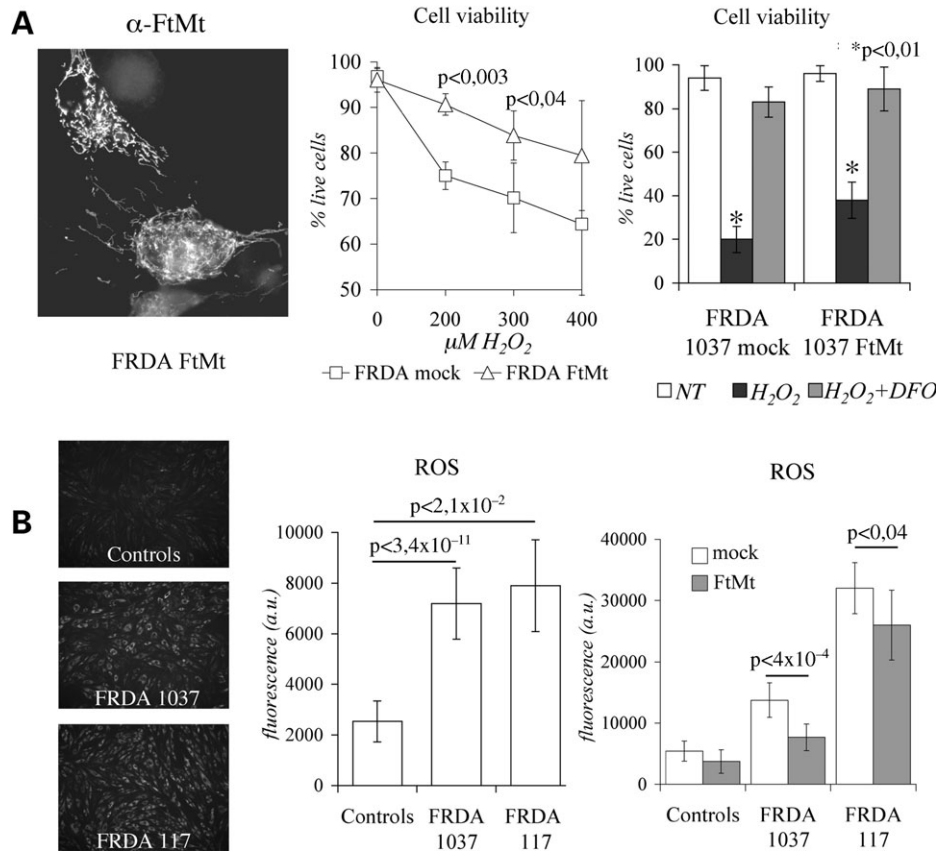 A
α-FtMt
FRDA FtMt
Cell viability
% live cells
100
90
80
70
60
50
p<0,003
p<0,04
0
200
300
400
μM H₂O₂
FRDA mock
FRDA FtMt
Cell viability
*p<0,01
% live cells
100
80
60
40
20
0
*
*
FRDA
1037 mock
FRDA
1037 FtMt
NT
H₂O₂
H₂O₂+DFO
B
Controls
FRDA 1037
FRDA 117
ROS
p<2,1x10⁻²
p<3,4x10⁻¹¹
fluorescence (a.u.)
10000
8000
6000
4000
2000
0
Controls
FRDA
1037
FRDA
117
ROS
mock
FtMt
p<0,04
p<4x10⁻⁴
fluorescence (a.u.)
40000
30000
20000
10000
0
Controls
FRDA
1037
FRDA
117